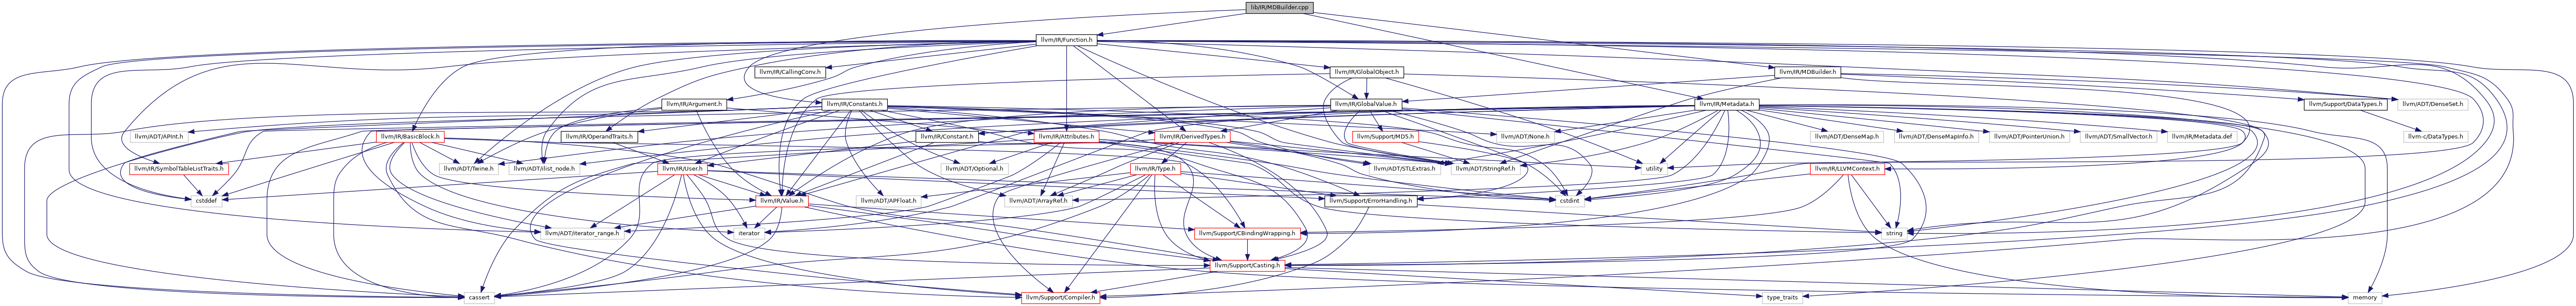 lib/IR/MDBuilder.cpp
llvm/IR/Function.h
llvm/IR/CallingConv.h
llvm/IR/GlobalObject.h
llvm/IR/MDBuilder.h
llvm/IR/Argument.h
llvm/IR/Constants.h
llvm/IR/GlobalValue.h
llvm/IR/Metadata.h
llvm/Support/DataTypes.h
llvm/ADT/DenseSet.h
llvm/ADT/APInt.h
llvm/IR/BasicBlock.h
llvm/IR/OperandTraits.h
llvm/IR/Constant.h
llvm/IR/Attributes.h
llvm/IR/DerivedTypes.h
llvm/Support/MD5.h
llvm/ADT/None.h
llvm/ADT/DenseMap.h
llvm/ADT/DenseMapInfo.h
llvm/ADT/PointerUnion.h
llvm/ADT/SmallVector.h
llvm/IR/Metadata.def
llvm-c/DataTypes.h
llvm/IR/SymbolTableListTraits.h
llvm/ADT/Twine.h
llvm/ADT/ilist_node.h
llvm/IR/User.h
llvm/ADT/Optional.h
llvm/IR/Type.h
llvm/ADT/STLExtras.h
llvm/ADT/StringRef.h
utility
llvm/IR/LLVMContext.h
cstddef
llvm/IR/Value.h
llvm/ADT/APFloat.h
llvm/ADT/ArrayRef.h
llvm/Support/ErrorHandling.h
cstdint
llvm/ADT/iterator_range.h
iterator
llvm/Support/CBindingWrapping.h
string
llvm/Support/Casting.h
cassert
llvm/Support/Compiler.h
type_traits
memory